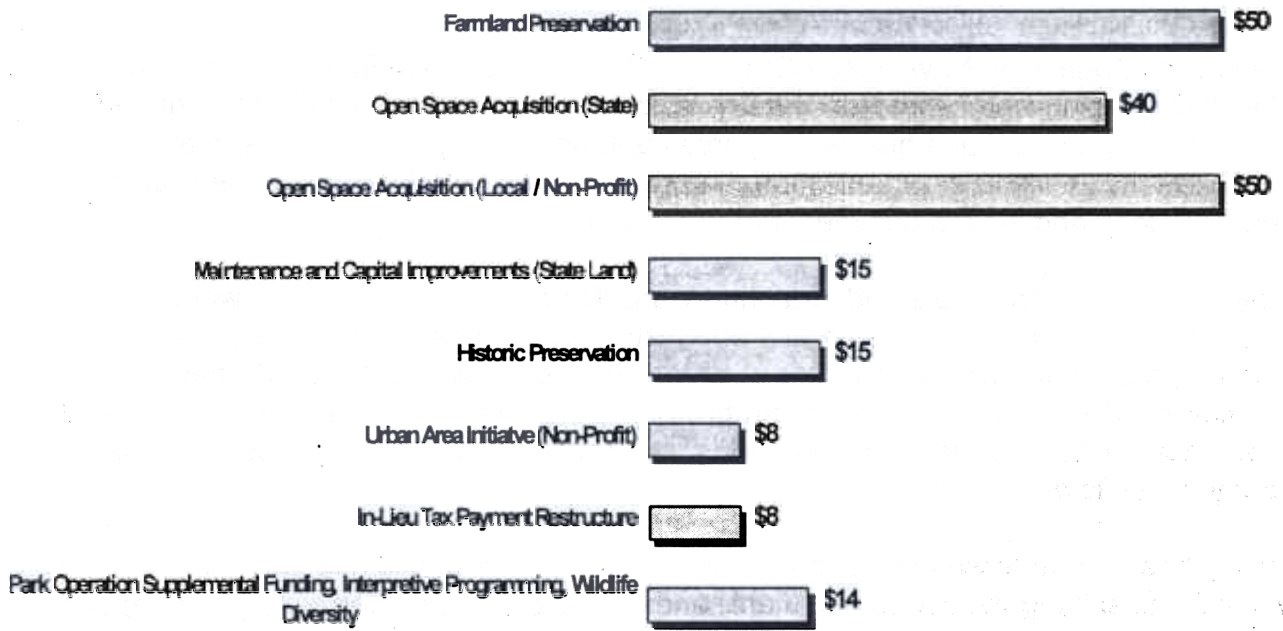 Farmland Preservation $50
Open Space Acquisition (State) $40
Open Space Acquisition (Local / Non-Profit) $50
Maintenance and Capital Improvements (State Land) $15
Historic Preservation $15
Urban Area Initiatve (Non-Profit) $8
In-Lieu Tax Payment Restructure $8
Park Operation Supplemental Funding, Interpretive Programming, Wildlife
Diversity $14